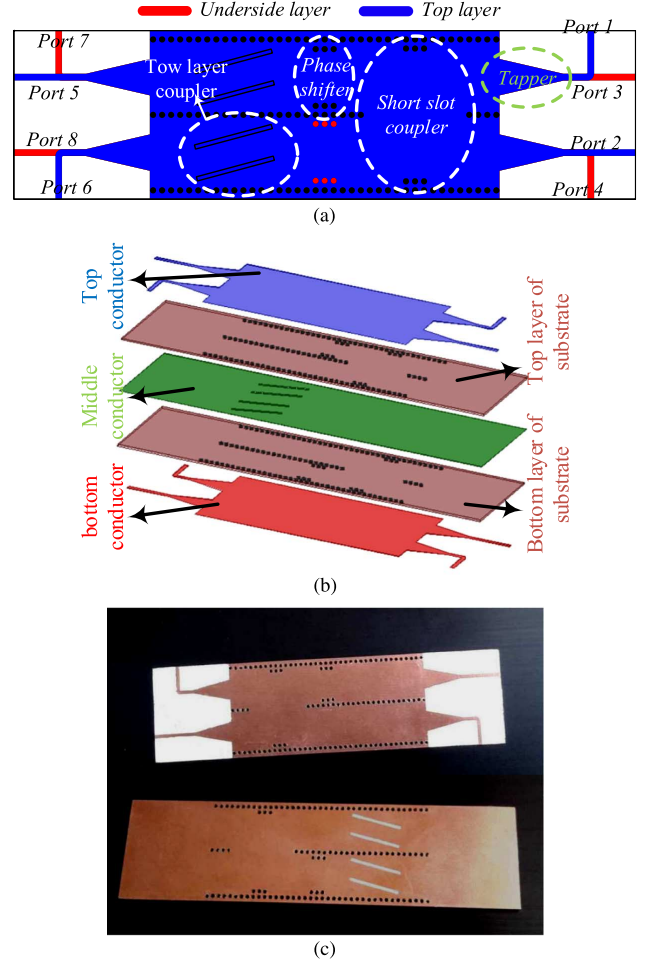 (a)
Underside layer
Top layer
Port 7
Port 1
Tow layer
coupler
Phase
shifter
Short slot
coupler
Tapper
Port 5
Port 3
Port 8
Port 2
Port 6
Port 4
(a)
Top
conductor
Top layer of
substrate
Middle
conductor
Bottom layer of
substrate
bottom
conductor
(b)
(c)